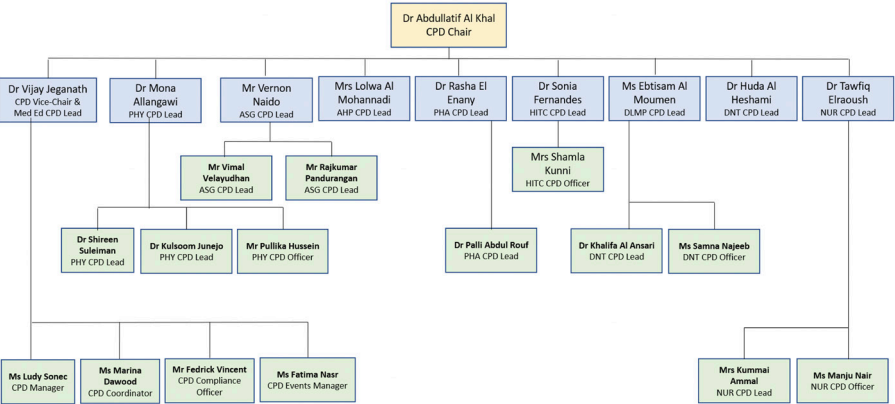 Dr Abdullatif Al Khal
CPD Chair
Dr Vijay Jeganath
CPD Vice-Chair &
Med Ed CPD Lead
Dr Mona
Allangawi
PHY CPD Lead
Mr Vernon
Naido
ASG CPD Lead
Mrs Lolwa Al
Mohannadi
AHP CPD Lead
Dr Rasha El
Enany
PHA CPD Lead
Dr Sonia
Fernandes
HITC CPD Lead
Ms Ebtisam Al
Moumen
DLMP CPD Lead
Dr Huda Al
Heshami
DNT CPD Lead
Dr Tawfiq
Elraoush
NUR CPD Lead
Mr Vimal
Velayudhan
ASG CPD Lead
Mr Rajkumar
Pandurangan
ASG CPD Lead
Mrs Shamla
Kunni
HITC CPD Officer
Dr Shireen
Suleiman
PHY CPD Lead
Dr Kulsoom Junejo
PHY CPD Lead
Mr Pullika Hussein
PHY CPD Officer
Dr Palli Abdul Rouf
PHA CPD Lead
Dr Khalifa Al Ansari
DNT CPD Lead
Ms Samna Najeeb
DNT CPD Officer
Ms Ludy Sonec
CPD Manager
Ms Marina
Dawood
CPD Coordinator
Mr Fedrick Vincent
CPD Compliance
Officer
Ms Fatima Nasr
CPD Events Manager
Mrs Kummai
Ammal
NUR CPD Lead
Ms Manju Nair
NUR CPD Officer